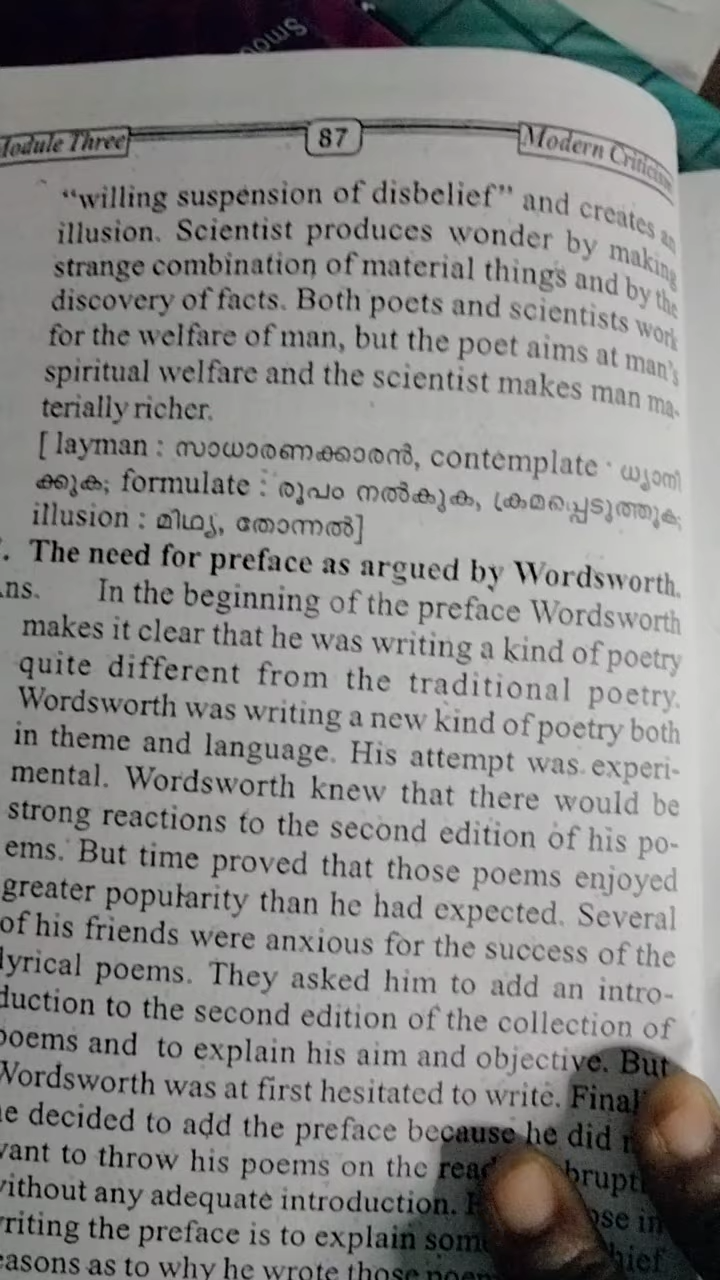 Smoo
Module Three
87
Modern Criticism
“willing suspension of disbelief” and creates an
illusion. Scientist produces wonder by making
strange combination of material things and by the
discovery of facts. Both poets and scientists work
for the welfare of man, but the poet aims at man's
spiritual welfare and the scientist makes man ma-
terially richer.
[ layman : സാധാരണക്കാരൻ, contemplate : ധ്യാനി
ക്കുക; formulate : രൂപം നൽകുക, ക്രമപ്പെടുത്തുക;
illusion : മിഥ്യ, തോന്നൽ]
. The need for preface as argued by Wordsworth.
ns. In the beginning of the preface Wordsworth
makes it clear that he was writing a kind of poetry
quite different from the traditional poetry.
Wordsworth was writing a new kind of poetry both
in theme and language. His attempt was experi-
mental. Wordsworth knew that there would be
strong reactions to the second edition of his po-
ems. But time proved that those poems enjoyed
greater popularity than he had expected. Several
of his friends were anxious for the success of the
lyrical poems. They asked him to add an intro-
duction to the second edition of the collection of
poems and to explain his aim and objective. But
Wordsworth was at first hesitated to write. Final
he decided to add the preface because he did
want to throw his poems on the
without any adequate introduction.
writing the preface is to explain
reasons as to why he wrote those